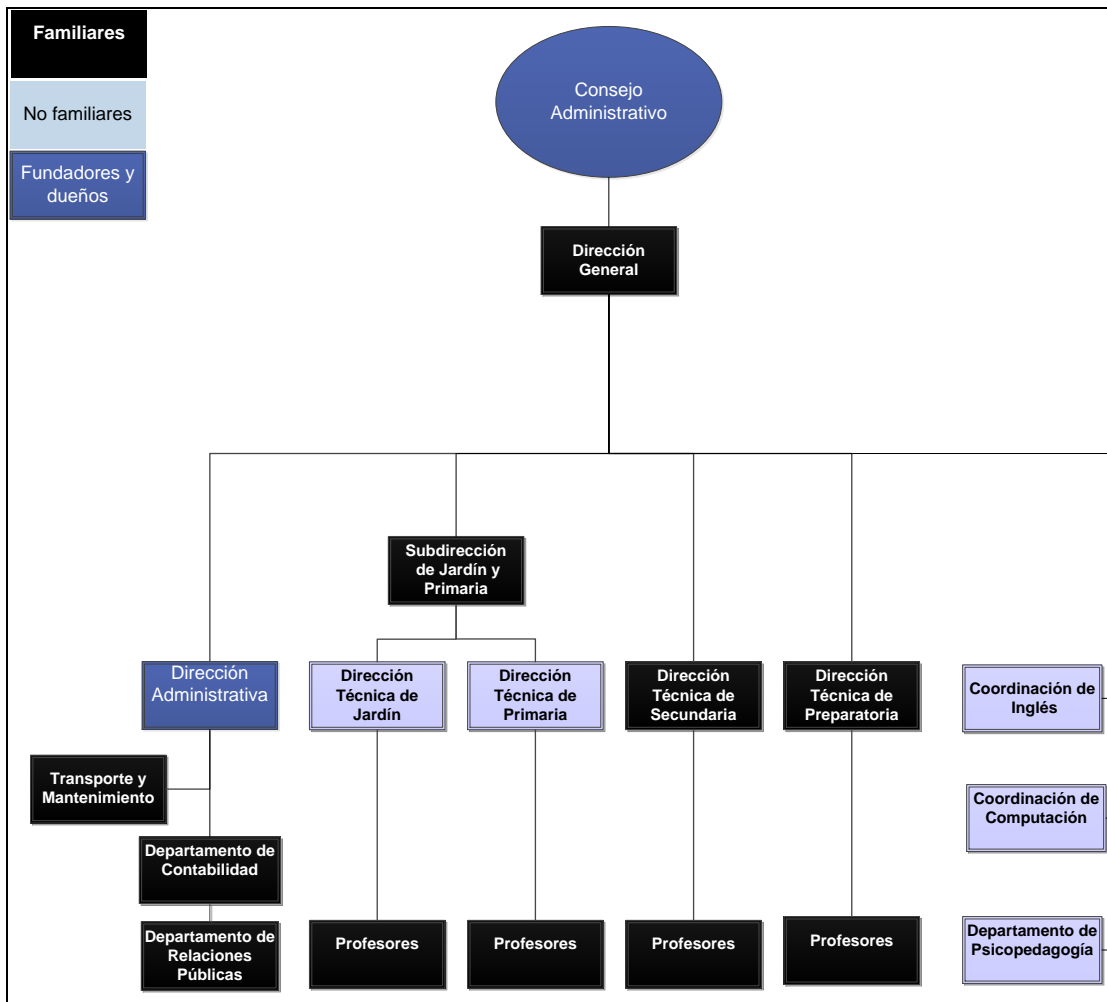 Familiares
No familiares
Fundadores y
dueños
Consejo
Administrativo
Dirección
General
Subdirección
de Jardín y
Primaria
Dirección
Administrativa
Dirección
Técnica de
Jardín
Dirección
Técnica de
Primaria
Dirección
Técnica de
Secundaria
Dirección
Técnica de
Preparatoria
Coordinación de
Inglés
Transporte y
Mantenimiento
Coordinación de
Computación
Departamento de
Contabilidad
Departamento de
Relaciones
Públicas
Profesores
Profesores
Profesores
Profesores
Departamento de
Psicopedagogía